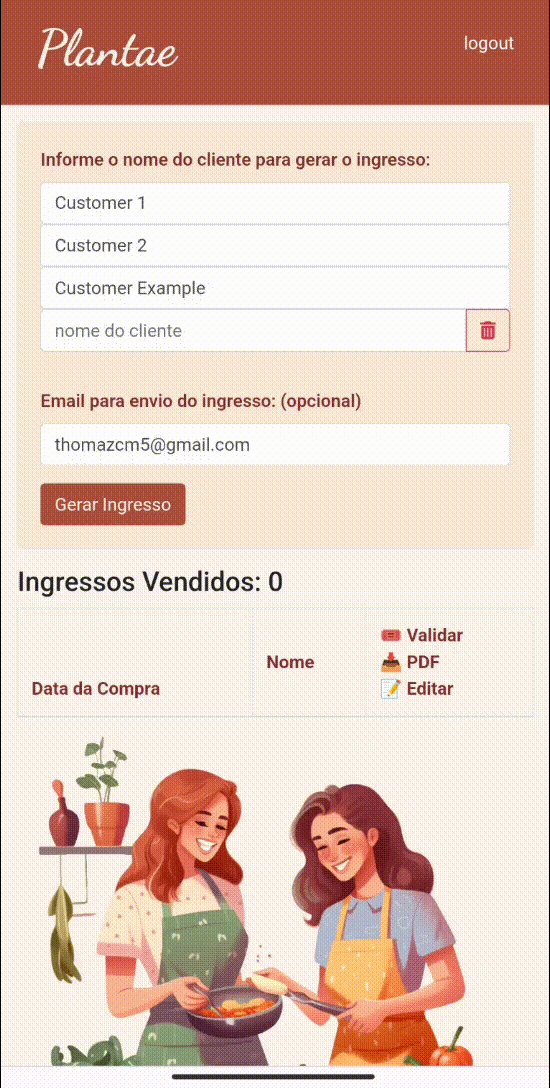 Plantae
logout
Informe o nome do cliente para gerar o ingresso:
Customer 1
Customer 2
Customer Example
nome do cliente
Email para envio do ingresso: (opcional)
thomazcm5@gmail.com
Gerar Ingresso
Ingressos Vendidos: 0
Data da Compra
Nome
Validar
PDF
Editar